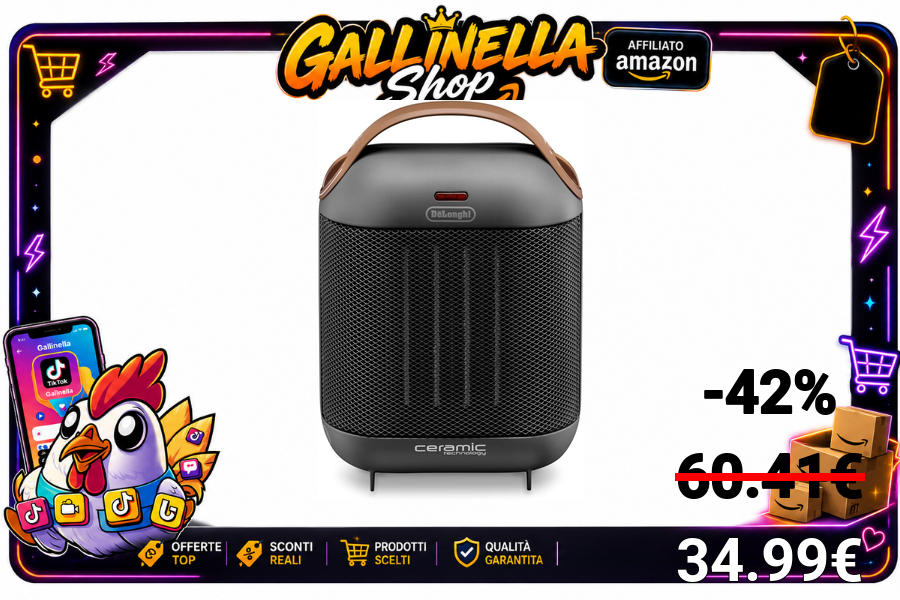 GALLINELLA
Shop
AFFILIATO
amazon
DeLonghi
ceramic
technology
Gallinella
TikTok
Gallinella
-42%
60.41€
34.99€
OFFERTE
TOP
SCONTI
REALI
PRODOTTI
SCELTI
QUALITÀ
GARANTITA